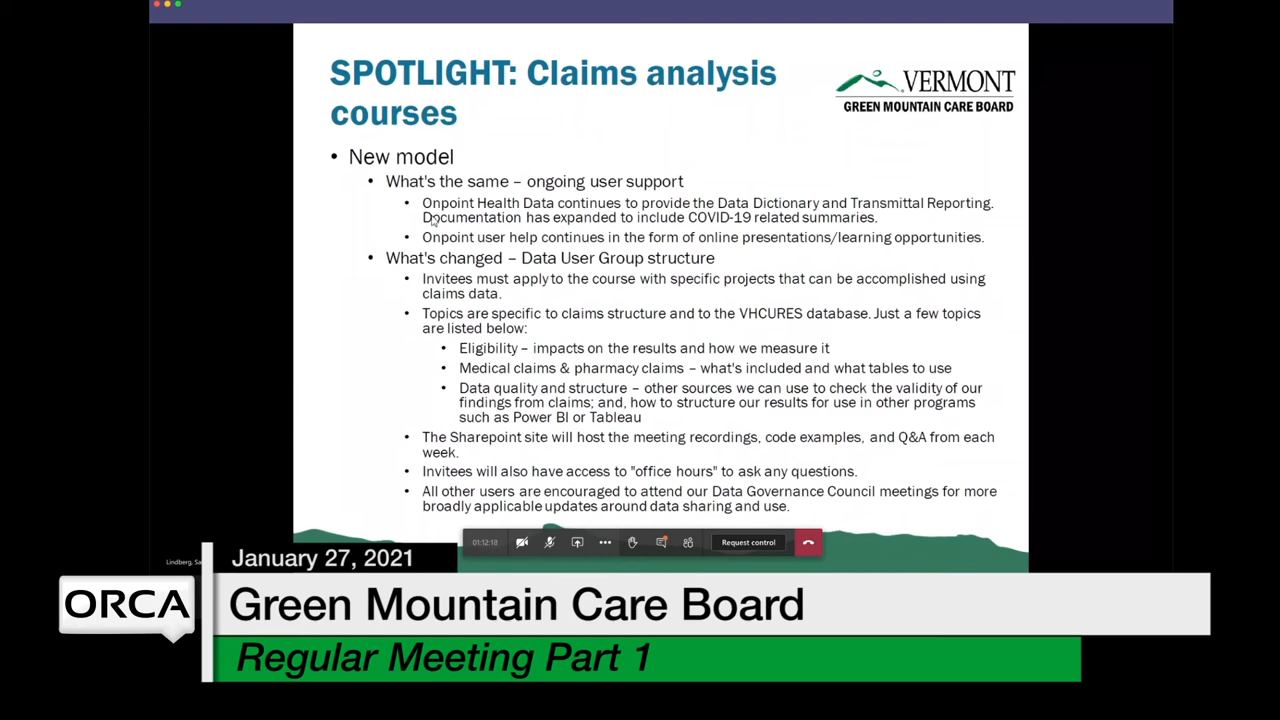 SPOTLIGHT: Claims analysis
courses
VERMONT
GREEN MOUNTAIN CARE BOARD
• New model
• What's the same – ongoing user support
• Onpoint Health Data continues to provide the Data Dictionary and Transmittal Reporting.
Documentation has expanded to include COVID-19 related summaries.
• Onpoint user help continues in the form of online presentations/learning opportunities.
• What's changed – Data User Group structure
• Invitees must apply to the course with specific projects that can be accomplished using
claims data.
• Topics are specific to claims structure and to the VHCURES database. Just a few topics
are listed below:
• Eligibility – impacts on the results and how we measure it
• Medical claims & pharmacy claims – what's included and what tables to use
• Data quality and structure – other sources we can use to check the validity of our
findings from claims; and, how to structure our results for use in other programs
such as Power BI or Tableau
• The Sharepoint site will host the meeting recordings, code examples, and Q&A from each
week.
• Invitees will also have access to "office hours" to ask any questions.
• All other users are encouraged to attend our Data Governance Council meetings for more
broadly applicable updates around data sharing and use.
01:12:18
Request control
Lindberg, Sa
January 27, 2021
ORCA
Green Mountain Care Board
Regular Meeting Part 1